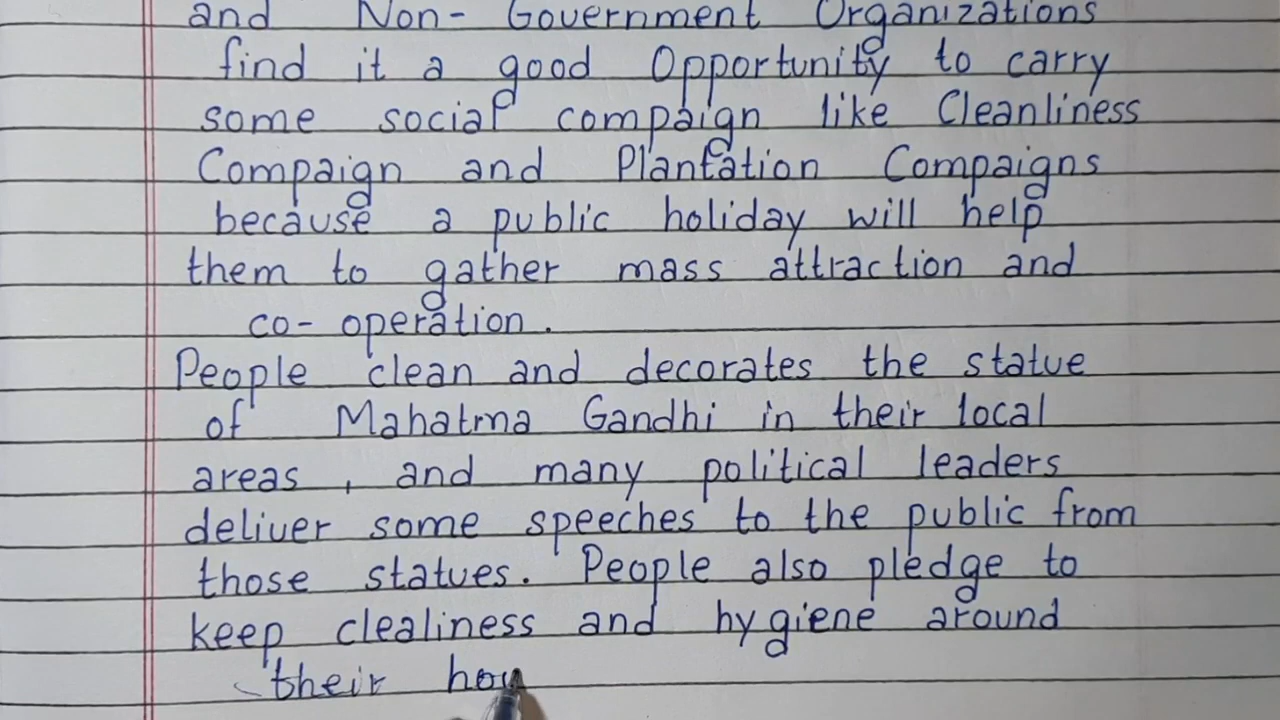 and Non- Government Organizations
find it a good Opportunity to carry
some social compaign like Cleanliness
Compaign and Plantation Compaigns
because a public holiday will help
them to gather mass attraction and
co- operation.
People clean and decorates the statue
of Mahatma Gandhi in their local
areas, and many political leaders
deliver some speeches to the public from
those statues. People also pledge to
keep clealiness and hygiene around
their